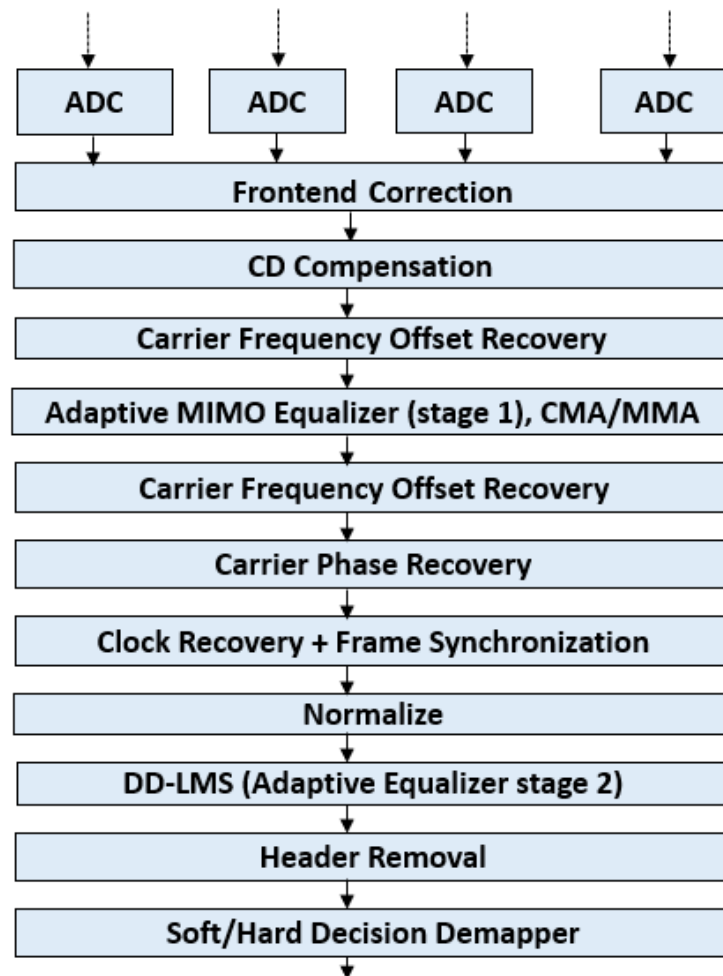 ADC ADC ADC ADC
Frontend Correction
CD Compensation
Carrier Frequency Offset Recovery
Adaptive MIMO Equalizer (stage 1), CMA/MMA
Carrier Frequency Offset Recovery
Carrier Phase Recovery
Clock Recovery + Frame Synchronization
Normalize
DD-LMS (Adaptive Equalizer stage 2)
Header Removal
Soft/Hard Decision Demapper